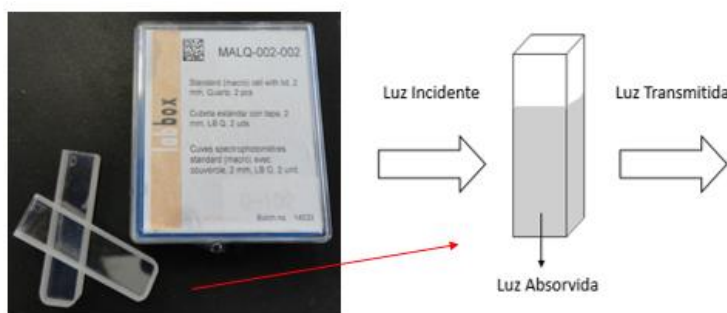 MALQ-002-002
Standard (macro) cell with lid, 2
mm, Quartz, 2 pcs
Cubeta estándar con tapa, 2
mm, LB Q, 2 uds
Cuves spectrophotomètres
standard (macro) avec
couvercle, 2 mm, LB Q, 2 unit
Batch no.
labbox
Luz Incidente
Luz Transmitida
Luz Absorvida